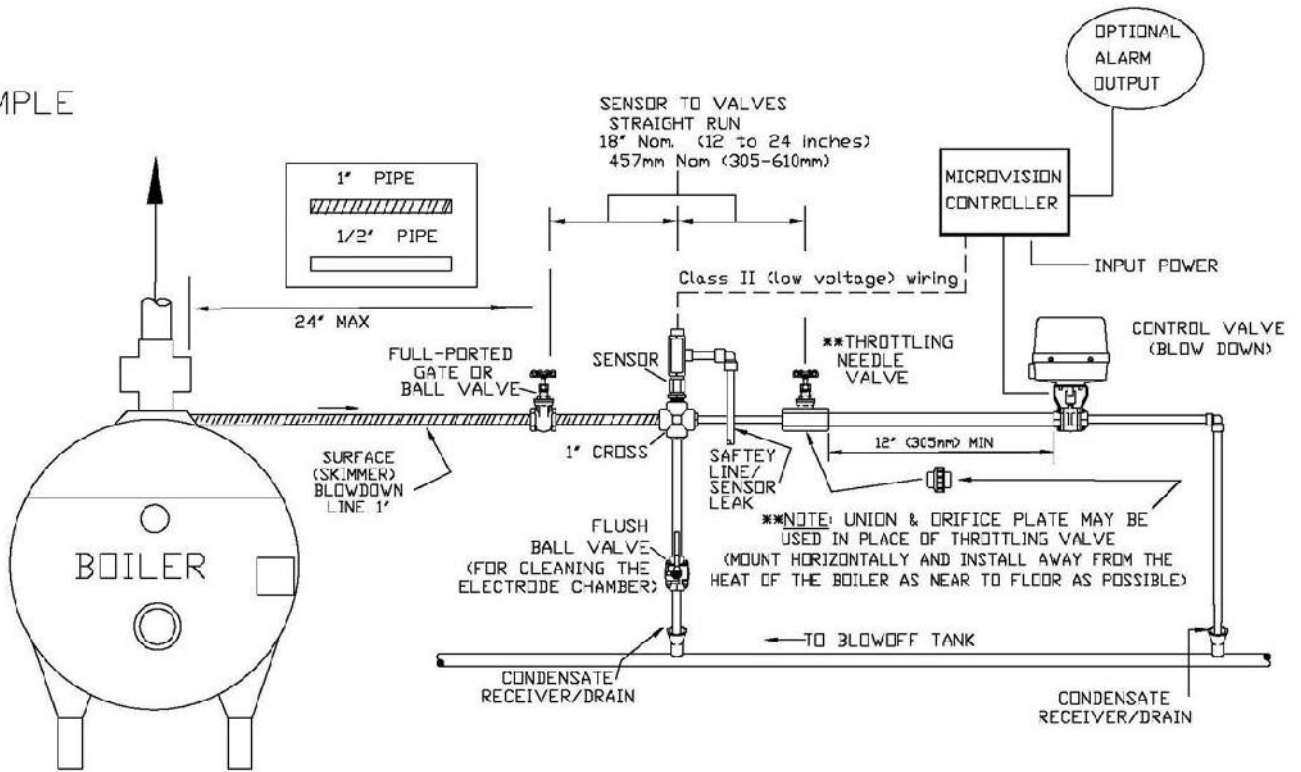 MPLE
OPTIONAL
ALARM
OUTPUT
SENSOR TO VALVES
STRAIGHT RUN
18" Nom. (12 to 24 inches)
457mm Nom (305-610mm)
1" PIPE
1/2" PIPE
MICROVISION
CONTROLLER
INPUT POWER
Class II (low voltage) wiring
24" MAX
FULL-PORTED
GATE OR
BALL VALVE
SENSOR
**THROTTLING
NEEDLE
VALVE
CONTROL VALVE
(BLOW DOWN)
SURFACE
(SKIMMER)
BLOWDOWN
LINE 1"
1" CROSS
SAFTEY
LINE/
SENSOR
LEAK
12" (305mm) MIN
BOILER
FLUSH
BALL VALVE
(FOR CLEANING THE
ELECTRODE CHAMBER)
**NOTE: UNION & ORIFICE PLATE MAY BE
USED IN PLACE OF THROTTLING VALVE
(MOUNT HORIZONTALLY AND INSTALL AWAY FROM THE
HEAT OF THE BOILER AS NEAR TO FLOOR AS POSSIBLE)
TO BLOWOFF TANK
CONDENSATE
RECEIVER/DRAIN
CONDENSATE
RECEIVER/DRAIN